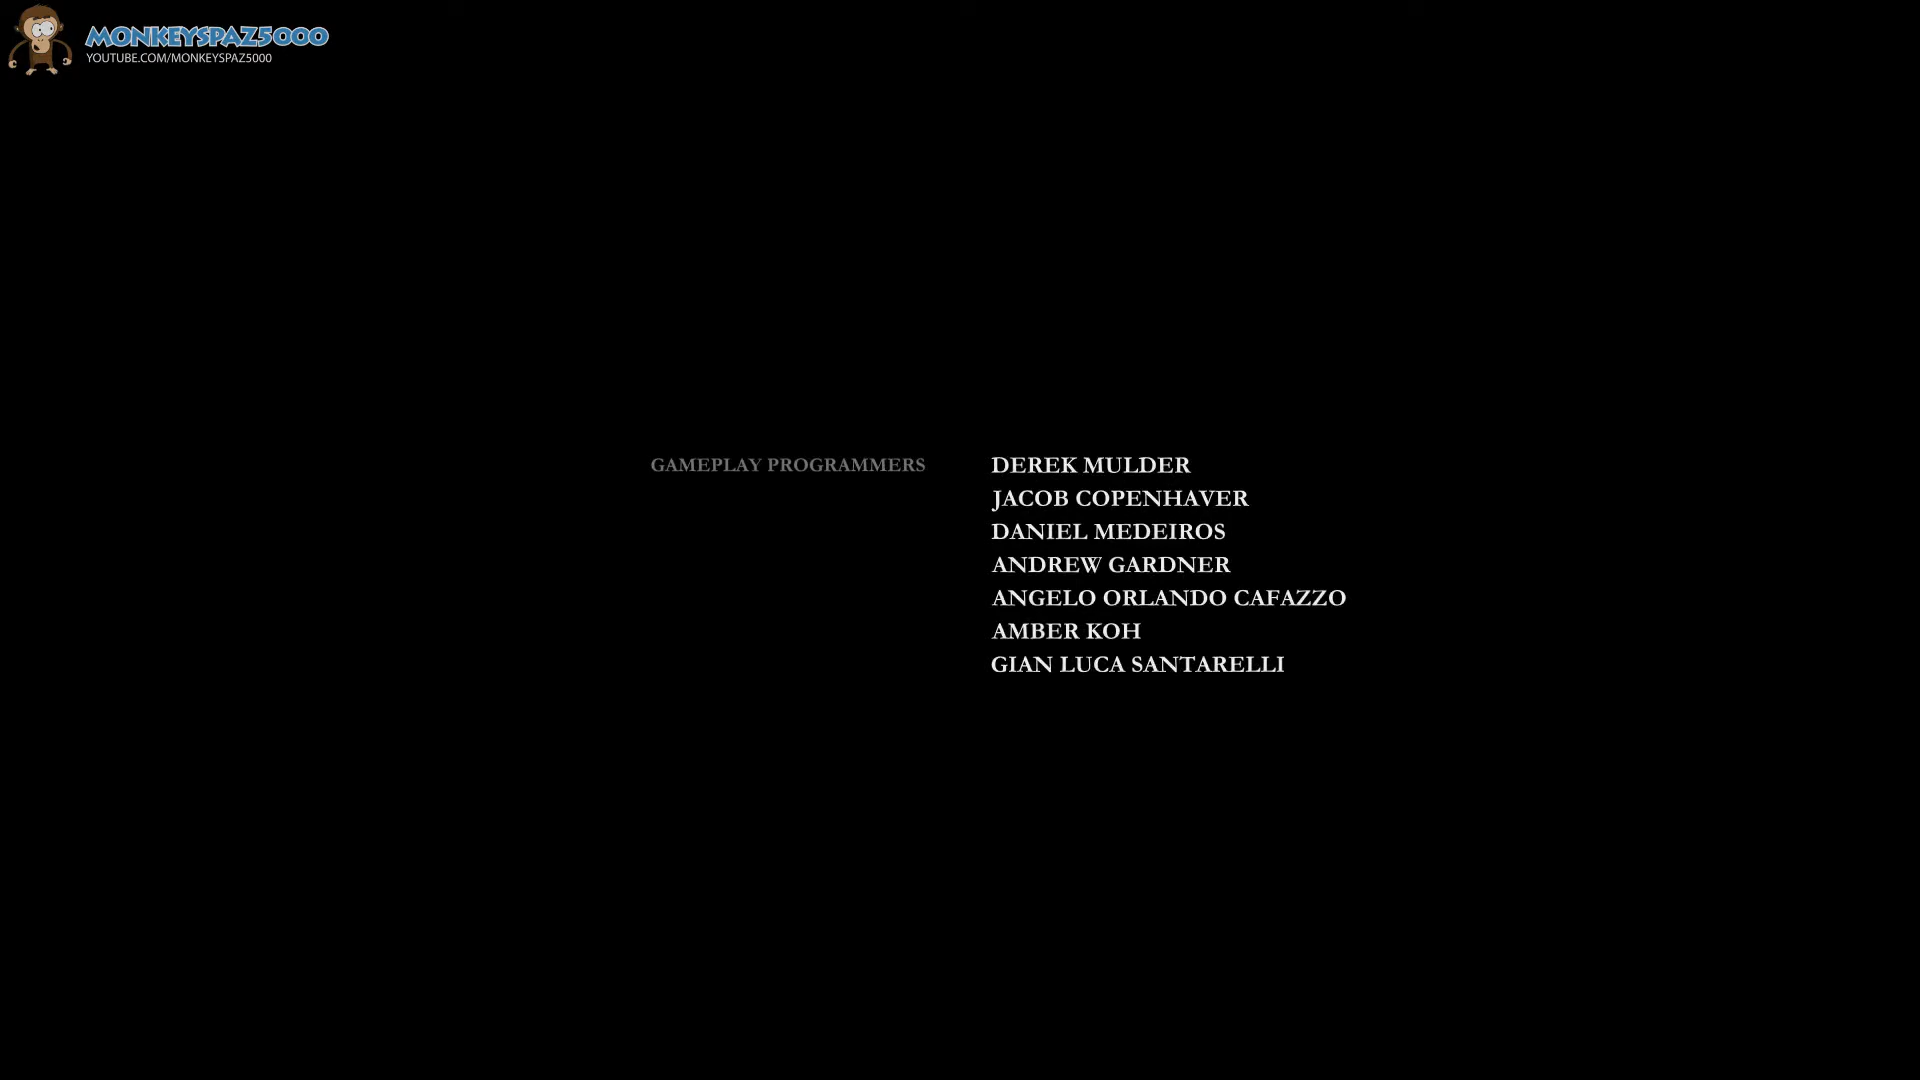 MONKEYSPAZ5000
YOUTUBE.COM/MONKEYSPAZ5000
GAMEPLAY PROGRAMMERS
DEREK MULDER
JACOB COPENHAVER
DANIEL MEDEIROS
ANDREW GARDNER
ANGELO ORLANDO CAFAZZO
AMBER KOH
GIAN LUCA SANTARELLI